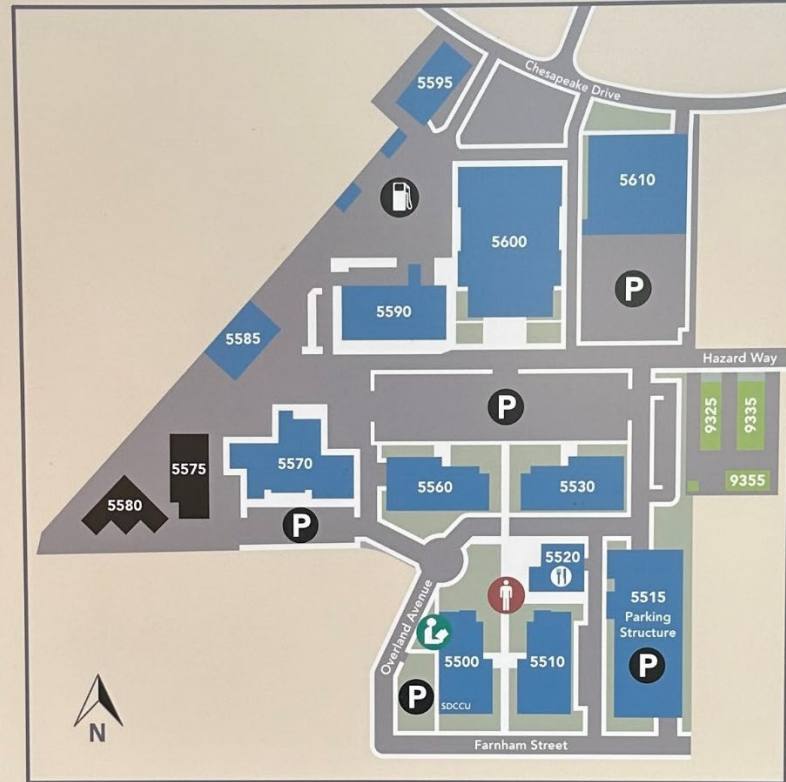 Chesapeake Drive
5595
5610
5600
P
5590
5585
Hazard Way
P
9325
9335
5575
5570
5560
5530
9355
5580
P
5520
5515
Parking
Structure
P
Overland Avenue
5500
5510
P
SDCCU
N
Farnham Street